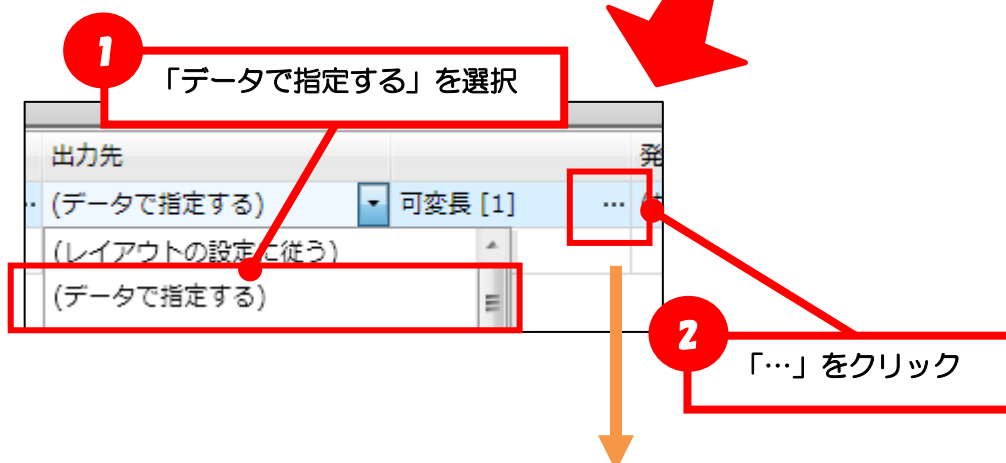 1
「データで指定する」を選択
出力先
発
(データで指定する)
可変長 [1]
…
(レイアウトの設定に従う)
(データで指定する)
2
「…」をクリック